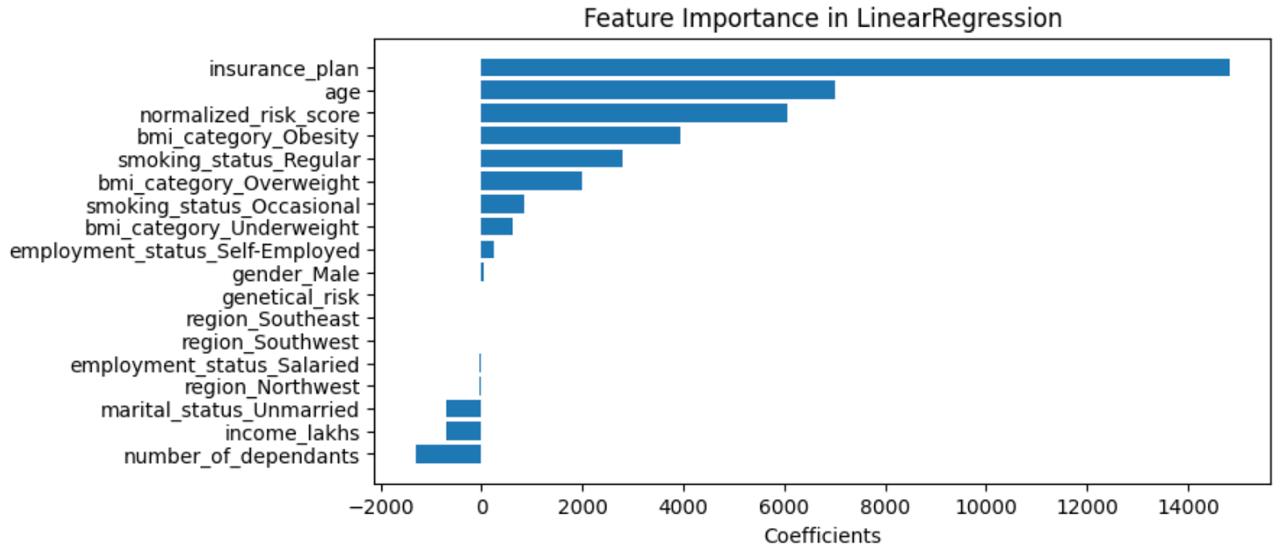 Feature Importance in LinearRegression
insurance_plan
age
normalized_risk_score
bmi_category_Obesity
smoking_status_Regular
bmi_category_Overweight
smoking_status_Occasional
bmi_category_Underweight
employment_status_Self-Employed
gender_Male
genetical_risk
region_Southeast
region_Southwest
employment_status_Salaried
region_Northwest
marital_status_Unmarried
income_lakhs
number_of_dependants
−2000 0 2000 4000 6000 8000 10000 12000 14000
Coefficients